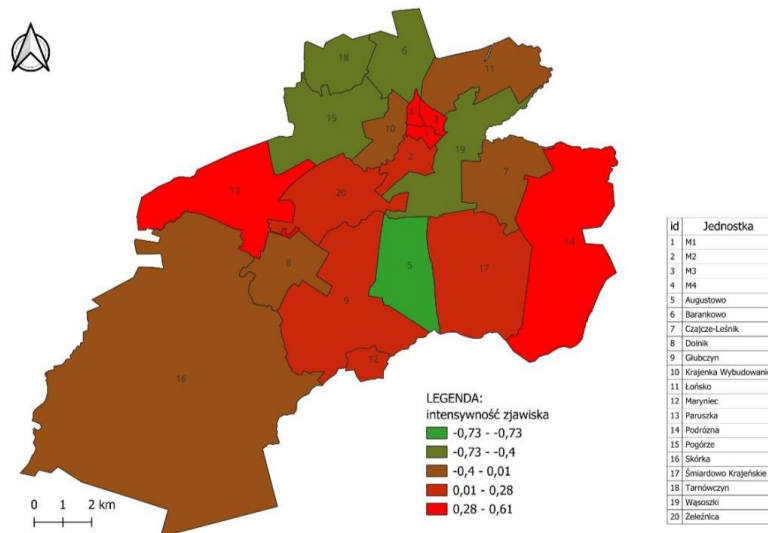 18
6
11
15
10
4
3
1
19
2
7
13
20
14
8
5
17
9
12
16
LEGENDA:
intensywność zjawiska
-0,73 - -0,73
-0,73 - -0,4
-0,4 - 0,01
0,01 - 0,28
0,28 - 0,61
0 1 2 km
id Jednostka
1 M1
2 M2
3 M3
4 M4
5 Augustowo
6 Barankowo
7 Czajcze-Leśnik
8 Dolnik
9 Głubczyn
10 Krajenka Wybudowanie
11 Łońsko
12 Maryniec
13 Paruszka
14 Podróżna
15 Pogórze
16 Skórka
17 Śmiardowo Krajeńskie
18 Tarnówczyn
19 Wąsoszki
20 Żeleźnica